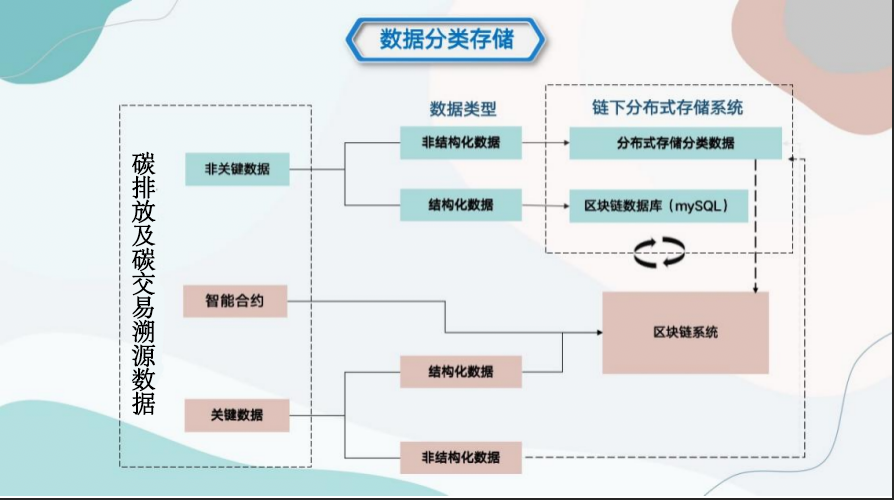 数据分类存储
数据类型
链下分布式存储系统
碳排放及碳交易溯源数据
非关键数据
非结构化数据
分布式存储分类数据
结构化数据
区块链数据库（mySQL）
智能合约
区块链系统
结构化数据
关键数据
非结构化数据